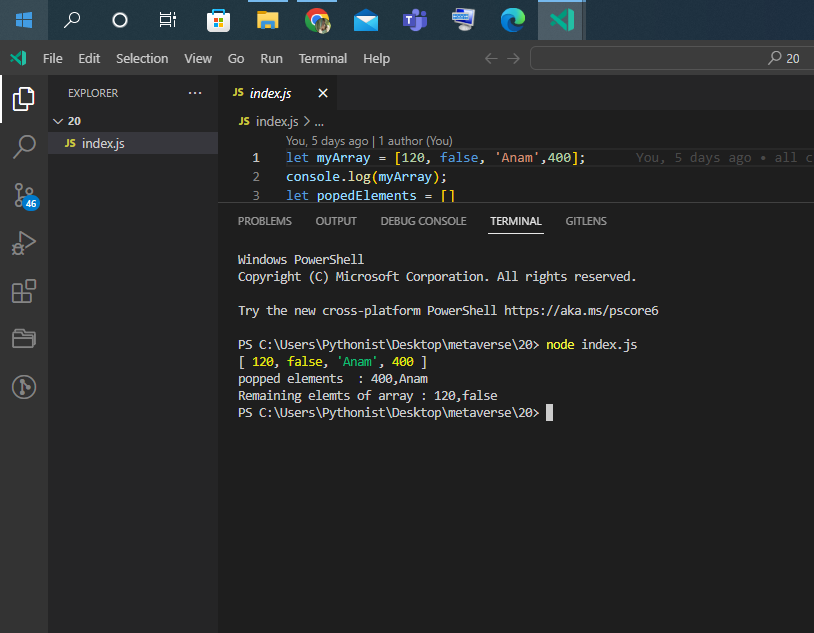 File Edit Selection View Go Run Terminal Help
20
EXPLORER
20
JS index.js
46
JS index.js
JS index.js > ...
You, 5 days ago | 1 author (You)
1 let myArray = [120, false, 'Anam',400]; You, 5 days ago • all c
2 console.log(myArray);
3 let popedElements = []
PROBLEMS OUTPUT DEBUG CONSOLE TERMINAL GITLENS
Windows PowerShell
Copyright (C) Microsoft Corporation. All rights reserved.
Try the new cross-platform PowerShell https://aka.ms/pscore6
PS C:\Users\Pythonist\Desktop\metaverse\20> node index.js
[ 120, false, 'Anam', 400 ]
popped elements  : 400,Anam
Remaining elemts of array : 120,false
PS C:\Users\Pythonist\Desktop\metaverse\20>